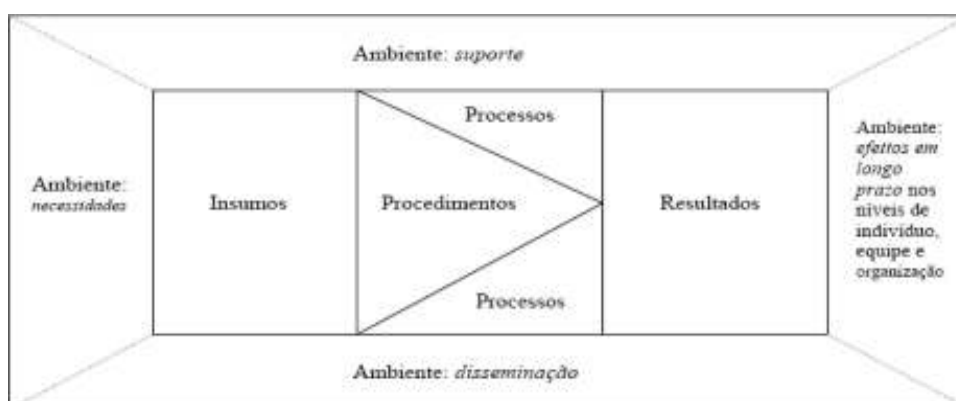 Ambiente: suporte
Processos
Ambiente:
necessidades
Insumos
Procedimentos
Resultados
Ambiente:
efeitos em
longo
prazo nos
níveis de
indivíduo,
equipe e
organização
Processos
Ambiente: disseminação